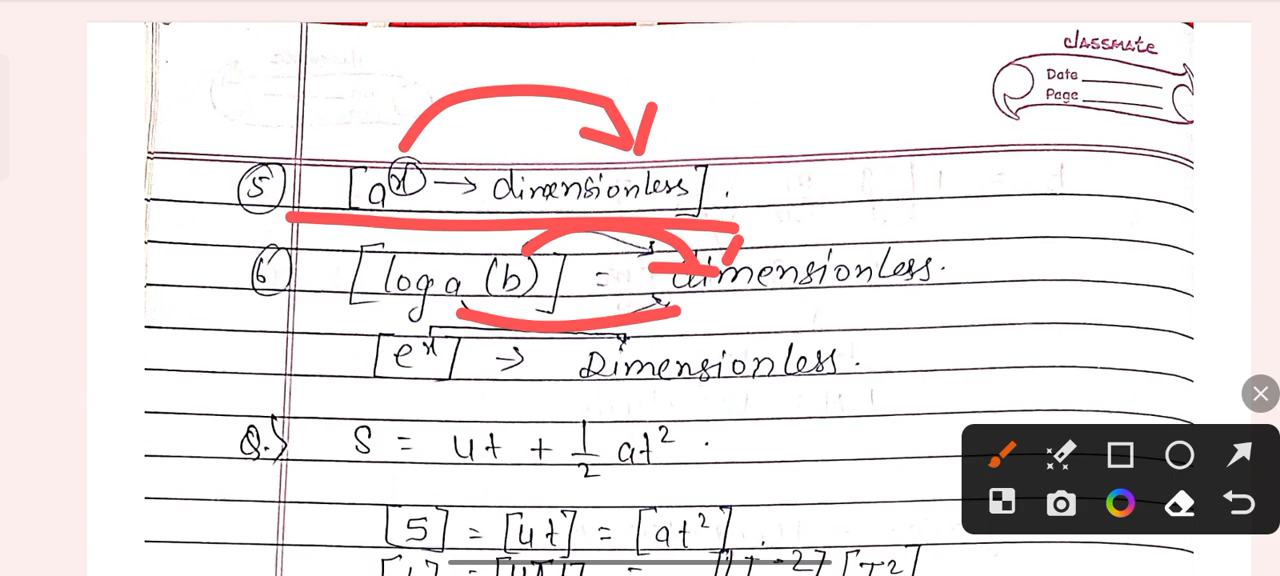 classmate
Date
Page
(5) [a^x → dimensionless].
(6) [log a (b)] = dimensionless.
[e^x] → Dimensionless.
Q.) S = ut + 1/2 at².
[S] = [ut] = [at²].